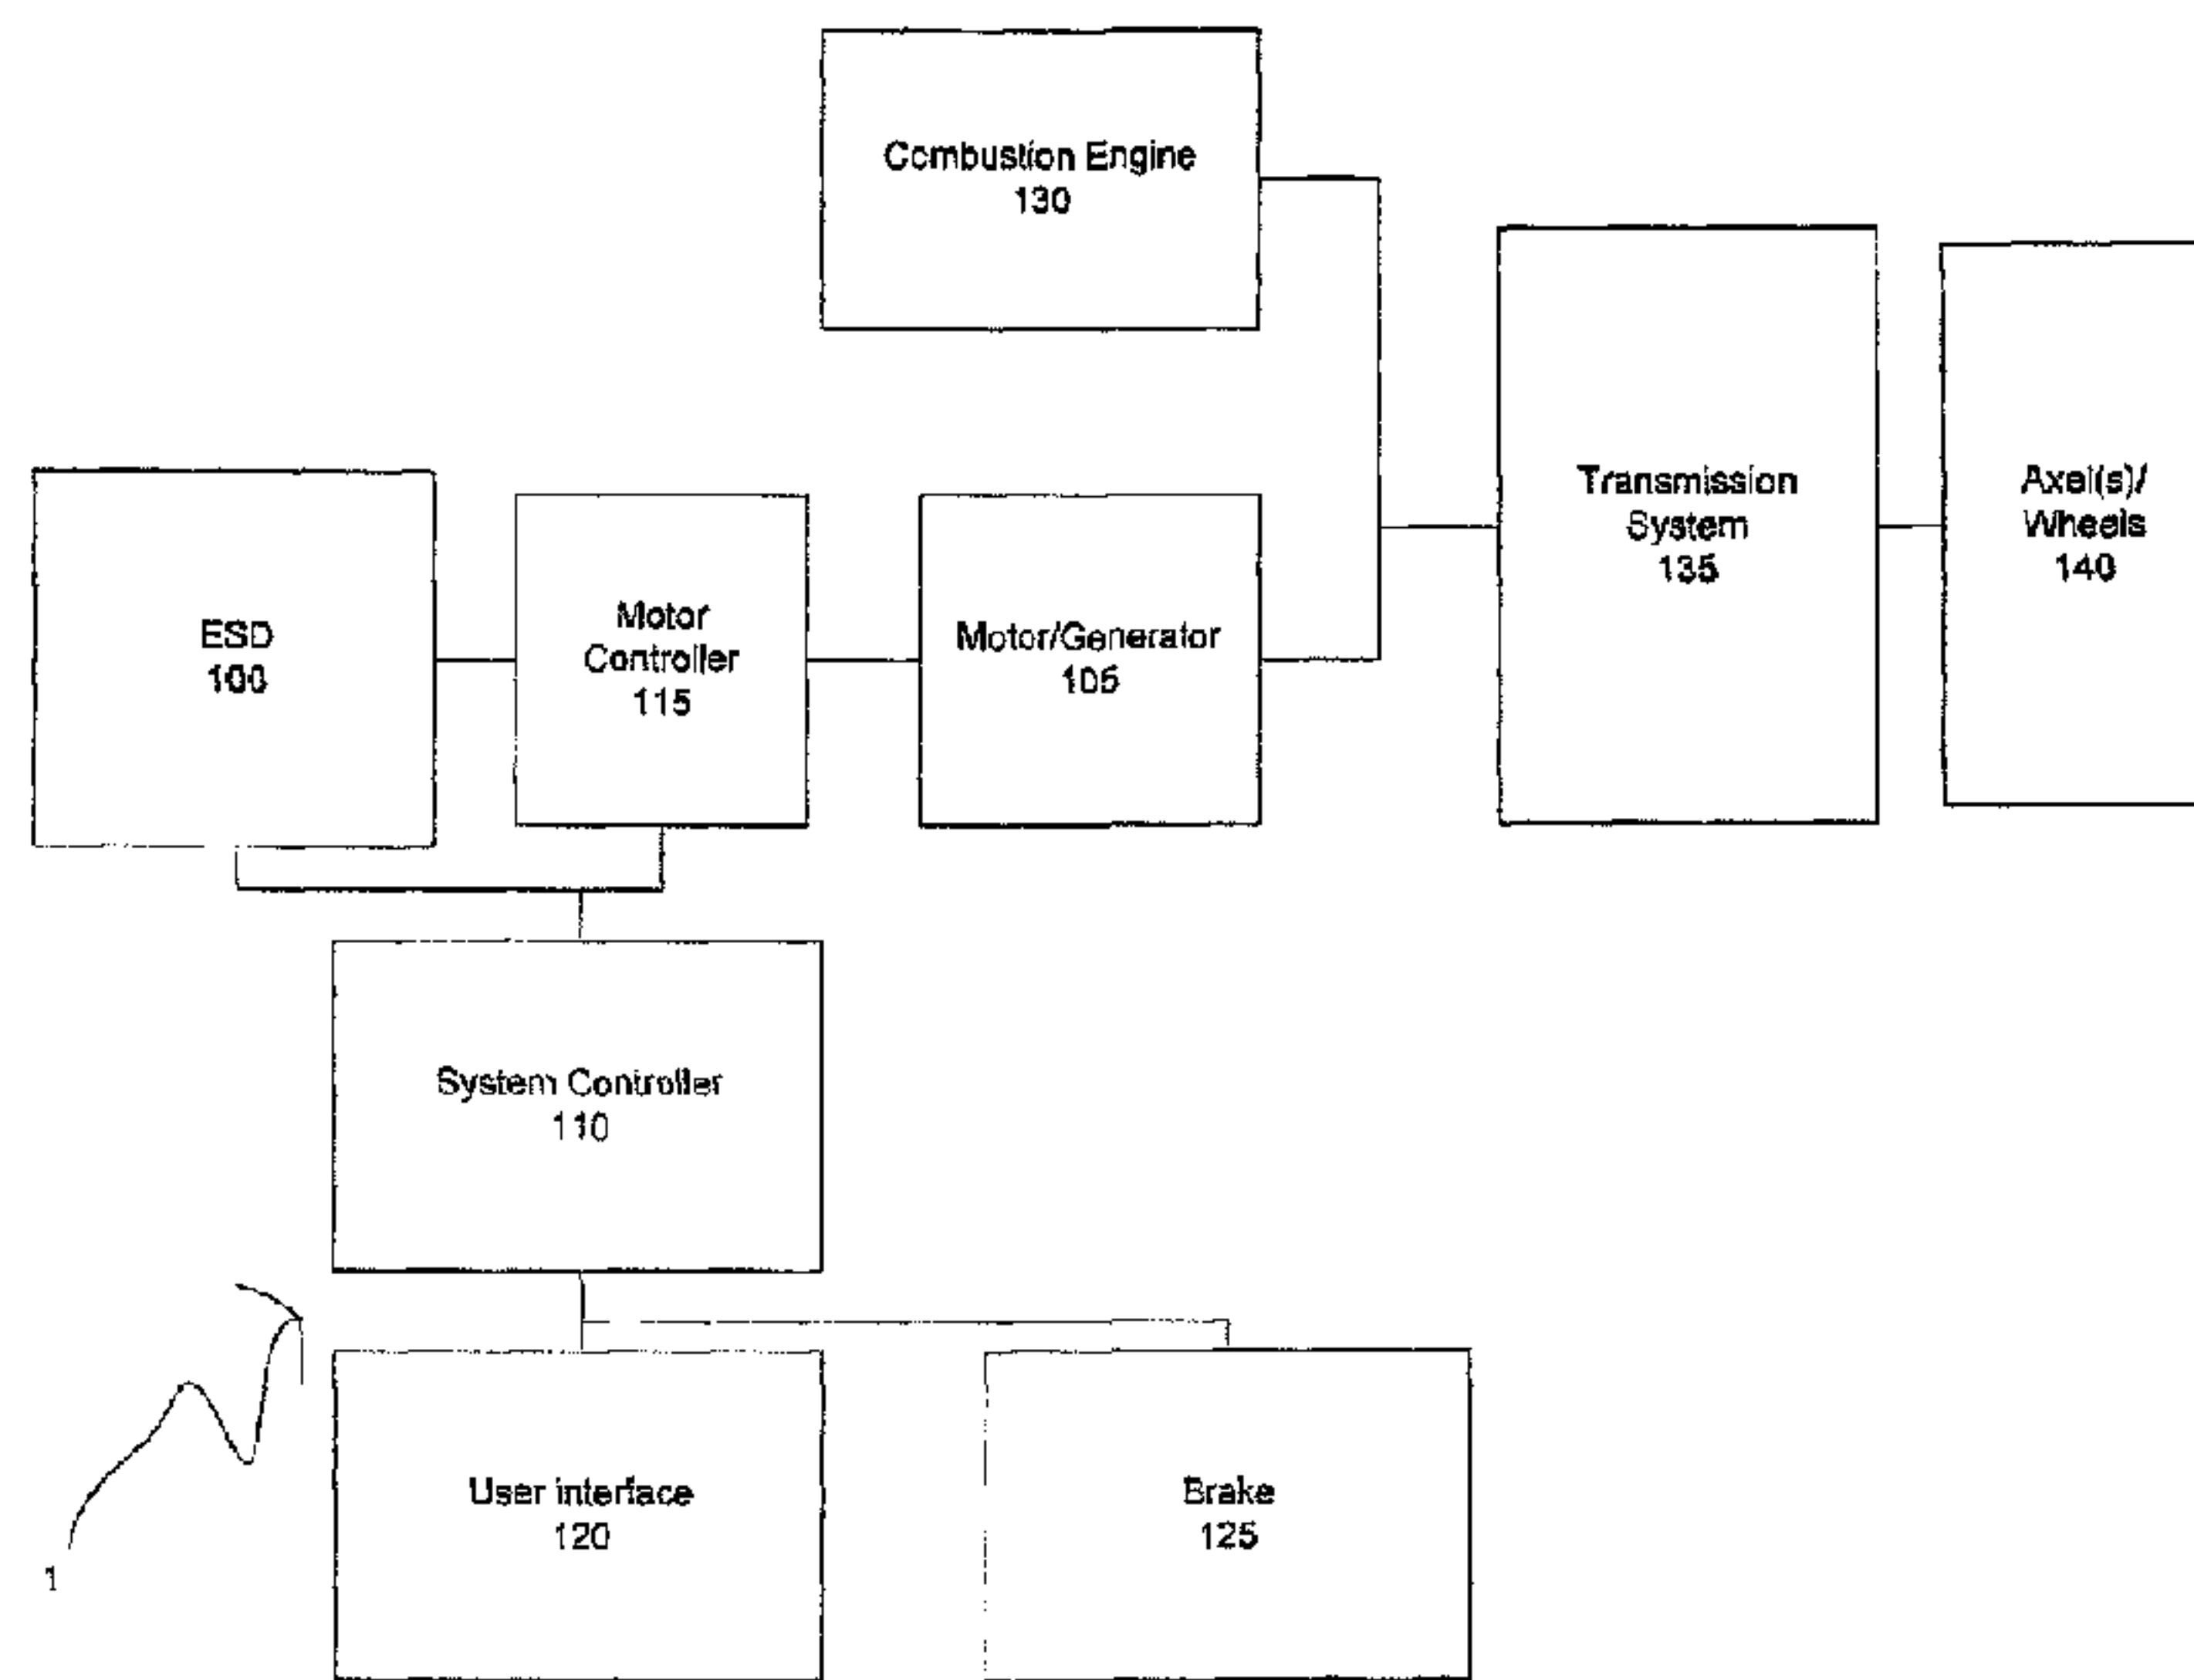 Combustion Engine
130
Transmission
System
135
Axel(s)/
Wheels
140
ESD
100
Motor
Controller
115
Motor/Generator
105
System Controller
110
User interface
120
Brake
125
1